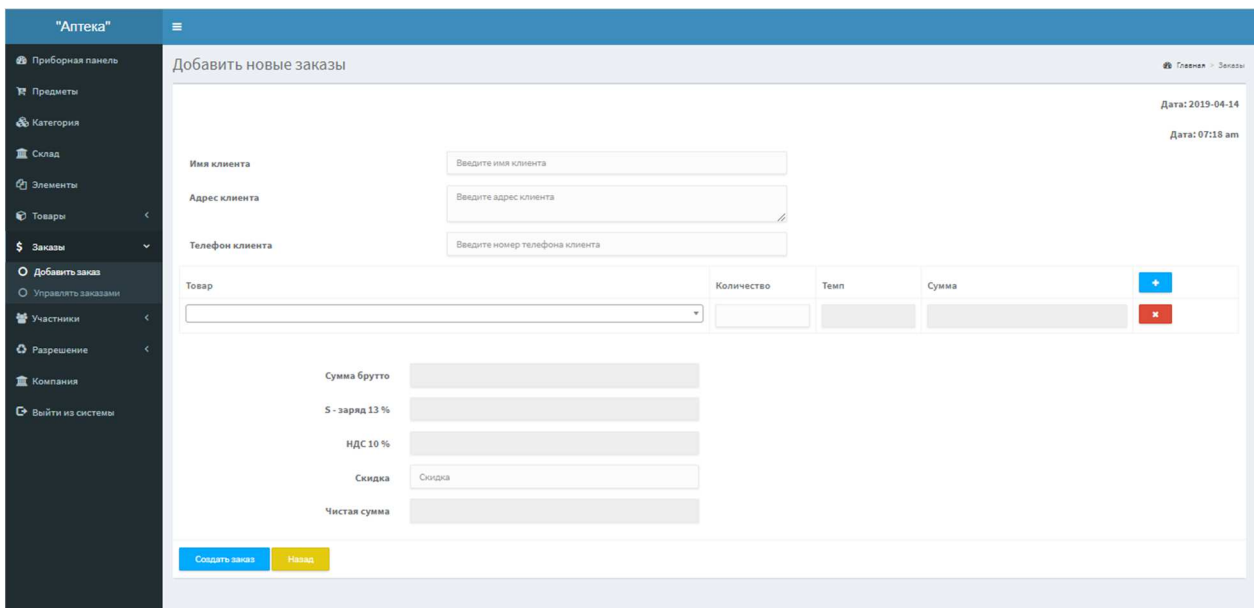 "Аптека"
Приборная панель
Предметы
Категория
Склад
Элементы
Товары
Заказы
Добавить заказ
Управлять заказами
Участники
Разрешение
Компания
Выйти из системы
Добавить новые заказы
Главная > Заказы
Дата: 2019-04-14
Дата: 07:18 am
Имя клиента Введите имя клиента
Адрес клиента Введите адрес клиента
Телефон клиента Введите номер телефона клиента
Товар Количество Темп Сумма
Сумма брутто
S - заряд 13 %
НДС 10 %
Скидка Скидка
Чистая сумма
Создать заказ Назад